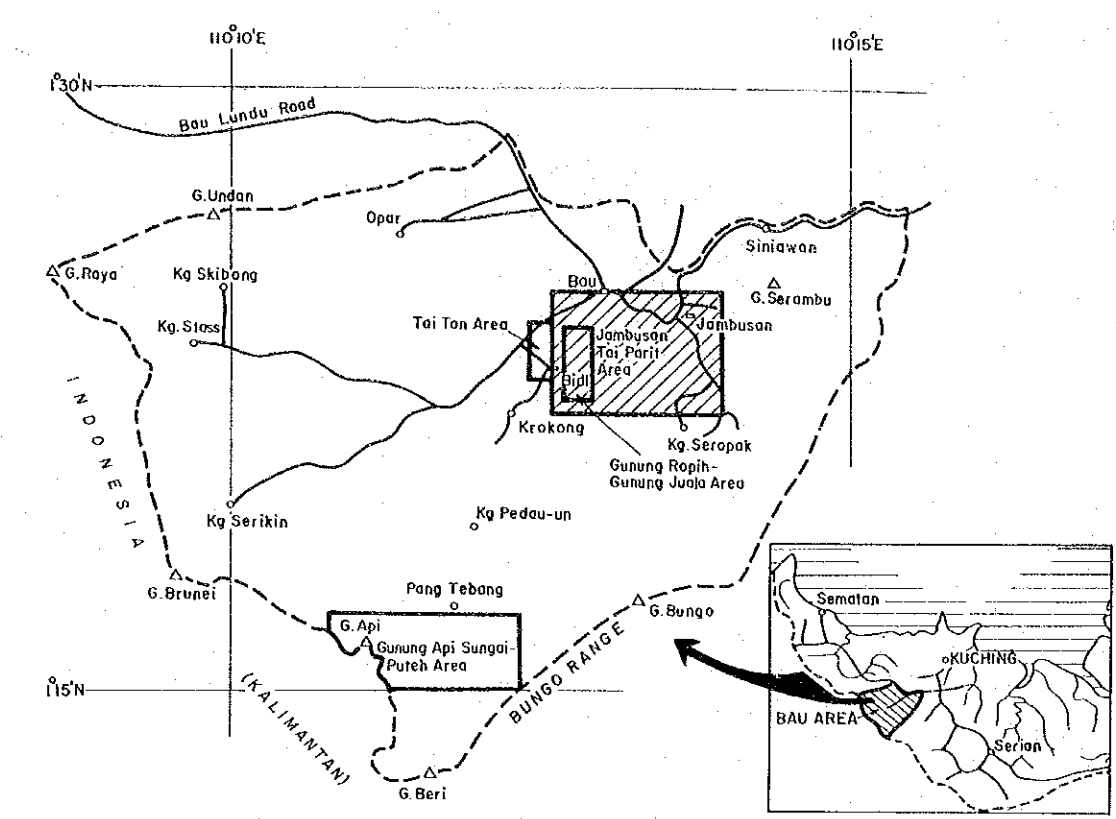 110°10'E
110°15'E
1°30'N
Bau Lundu Road
G.Undan
Opar
Siniawan
G.Raya
Kg Skibang
Bau
G.Serambu
Kg. Stass
Tai Ton Area
Jambusan
Jambusan
Tai Parit
Area
Bidi
INDONESIA
Krokong
Kg.Seropak
Gunung Ropih-
Gunung Juala Area
Kg Serikin
Kg Pedau-un
G.Brunei
Pang Tebang
G.Bungo
G.Api
Gunung Api Sungai-
Puteh Area
BUNGO RANGE
1°15'N
(KALIMANTAN)
G.Beri
Sematan
KUCHING
BAU AREA
Serian